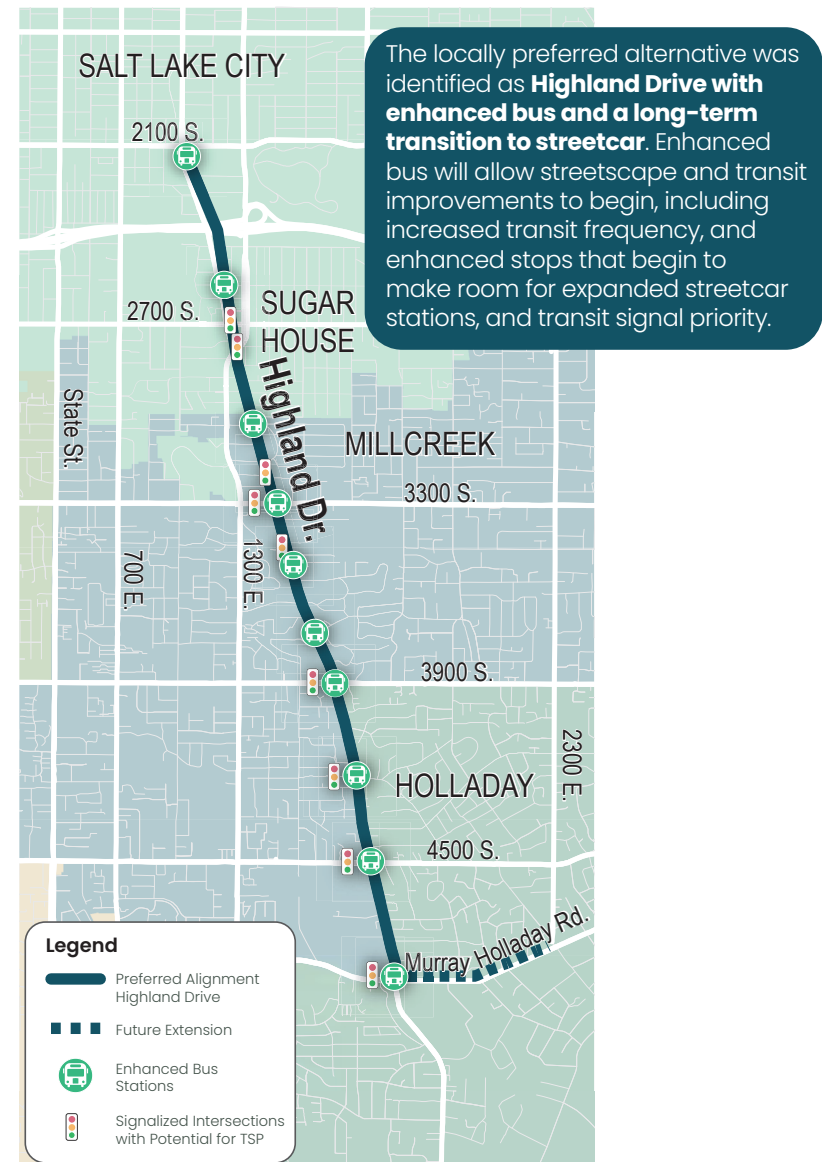 SALT LAKE CITY
2100 S.
The locally preferred alternative was
identified as Highland Drive with
enhanced bus and a long-term
transition to streetcar. Enhanced
bus will allow streetscape and transit
improvements to begin, including
increased transit frequency, and
enhanced stops that begin to
make room for expanded streetcar
stations, and transit signal priority.
2700 S.
SUGAR
HOUSE
Highland Dr.
State St.
MILLCREEK
3300 S.
700 E.
1300 E.
3900 S.
2300 E.
HOLLADAY
4500 S.
Murray Holladay Rd.
Legend
Preferred Alignment
Highland Drive
Future Extension
Enhanced Bus
Stations
Signalized Intersections
with Potential for TSP